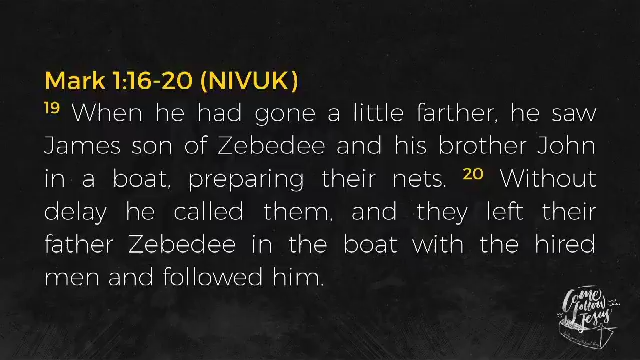 Mark 1:16-20 (NIVUK)
19 When he had gone a little farther, he saw
James son of Zebedee and his brother John
in a boat, preparing their nets. 20 Without
delay he called them, and they left their
father Zebedee in the boat with the hired
men and followed him.
Come
follow
Jesus